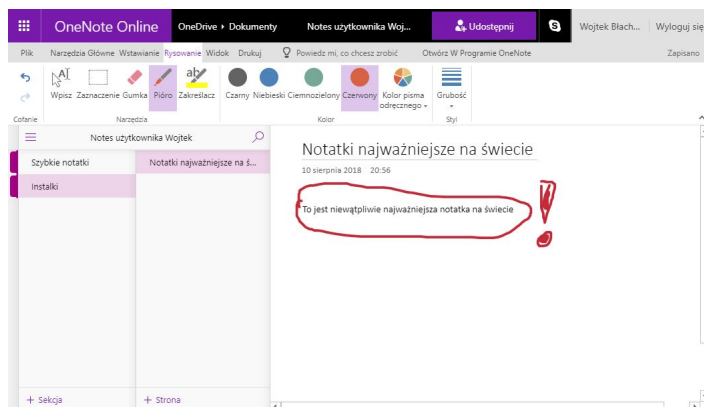 OneNote Online OneDrive ▸ Dokumenty Notes użytkownika Woj... Udostępnij Wojtek Błach... Wyloguj się
Plik Narzędzia Główne Wstawianie Rysowanie Widok Drukuj Powiedz mi, co chcesz zrobić Otwórz W Programie OneNote Zapisano
Wpisz Zaznaczenie Gumka Pióro Zakreślacz Czarny Niebieski Ciemnozielony Czerwony Kolor pisma odręcznego Grubość
Cofanie Narzędzia Kolor Styl
Notes użytkownika Wojtek
Szybkie notatki
Instalki
Notatki najważniejsze na ś...
Notatki najważniejsze na świecie
10 sierpnia 2018 20:56
To jest niewątpliwie najważniejsza notatka na świecie
!
+ Sekcja + Strona